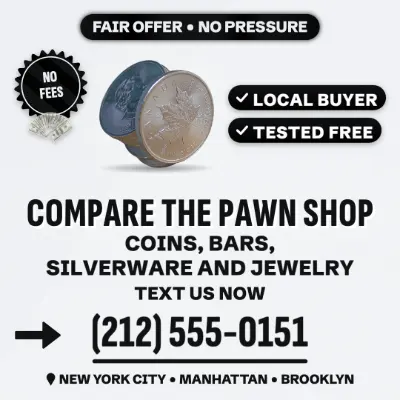 FAIR OFFER • NO PRESSURE
NO
FEES
✓ LOCAL BUYER
✓ TESTED FREE
COMPARE THE PAWN SHOP
COINS, BARS,
SILVERWARE AND JEWELRY
TEXT US NOW
(212) 555-0151
NEW YORK CITY • MANHATTAN • BROOKLYN